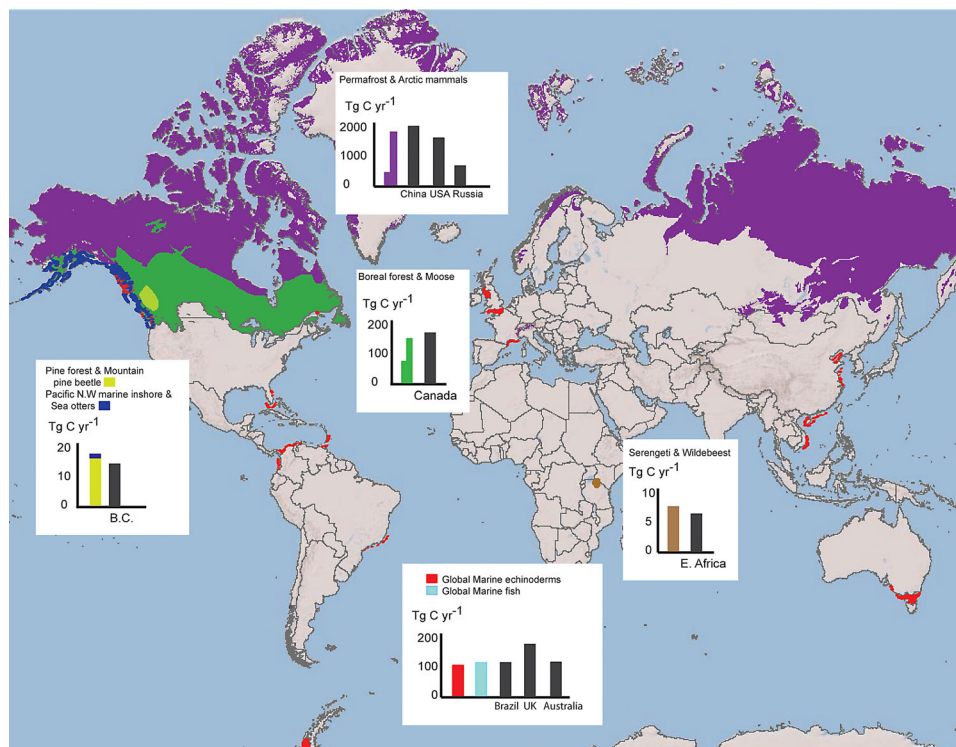 Permafrost & Arctic mammals
Tg C yr-1
2000
1000
0
China USA Russia
Boreal forest & Moose
Tg C yr-1
200
100
0
Canada
Pine forest & Mountain
pine beetle
Pacific N.W marine inshore &
Sea otters
Tg C yr-1
20
10
0
B.C.
Serengeti & Wildebeest
Tg C yr-1
10
5
0
E. Africa
Global Marine echinoderms
Global Marine fish
Tg C yr-1
200
100
0
Brazil UK Australia